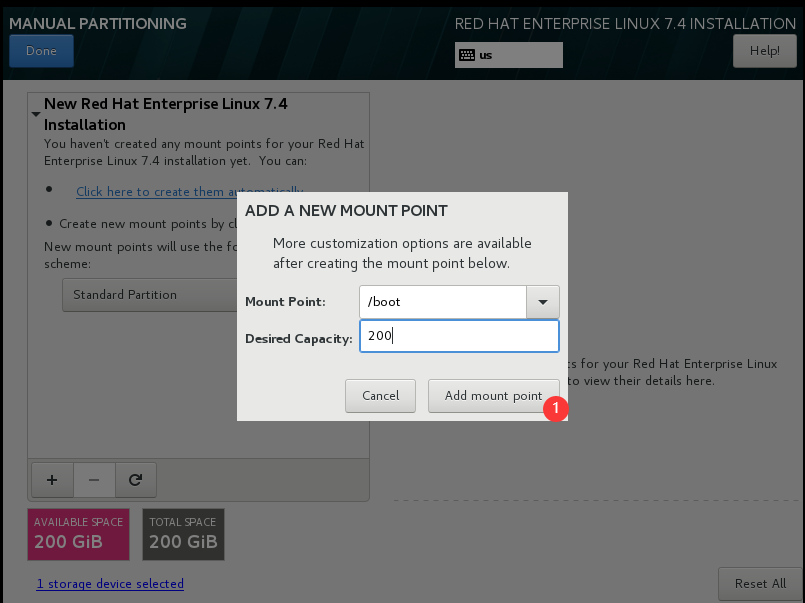 MANUAL PARTITIONING
RED HAT ENTERPRISE LINUX 7.4 INSTALLATION
Done
us
Help!
New Red Hat Enterprise Linux 7.4
Installation
You haven't created any mount points for your Red Hat
Enterprise Linux 7.4 installation yet. You can:
Click here to create them automatically.
Create new mount points by cl
New mount points will use the fo
scheme:
Standard Partition
ADD A NEW MOUNT POINT
More customization options are available
after creating the mount point below.
Mount Point:
/boot
Desired Capacity:
200
Cancel
Add mount point
1
ts for your Red Hat Enterprise Linux
to view their details here.
+
−
AVAILABLE SPACE
200 GiB
TOTAL SPACE
200 GiB
1 storage device selected
Reset All